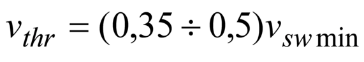 v_thr = (0,35 ÷ 0,5)v_sw min